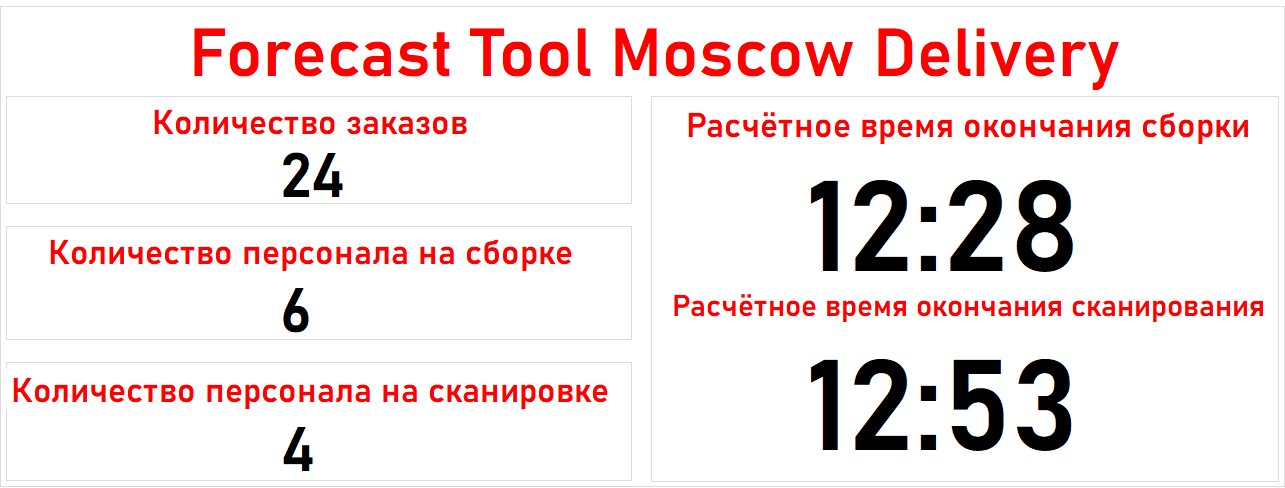 Forecast Tool Moscow Delivery
Количество заказов
24
Количество персонала на сборке
6
Количество персонала на сканировке
4
Расчётное время окончания сборки
12:28
Расчётное время окончания сканирования
12:53